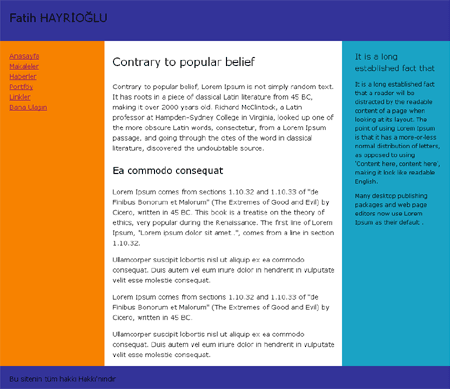 Fatih HAYRIOĞLU
Anasayfa
Makaleler
Haberler
Portfoy
Linkler
Bana Ulaşın
Contrary to popular belief
Contrary to popular belief, Lorem Ipsum is not simply random text.
It has roots in a piece of classical Latin literature from 45 BC,
making it over 2000 years old. Richard McClintock, a Latin
professor at Hampden-Sydney College in Virginia, looked up one of
the more obscure Latin words, consectetur, from a Lorem Ipsum
passage, and going through the cites of the word in classical
literature, discovered the undoubtable source.
Ea commodo consequat
Lorem Ipsum comes from sections 1.10.32 and 1.10.33 of "de
Finibus Bonorum et Malorum" (The Extremes of Good and Evil) by
Cicero, written in 45 BC. This book is a treatise on the theory of
ethics, very popular during the Renaissance. The first line of Lorem
Ipsum, "Lorem ipsum dolor sit amet..", comes from a line in section
1.10.32.
Ullamcorper suscipit lobortis nisl ut aliquip ex ea commodo
consequat. Duis autem vel eum iriure dolor in hendrerit in vulputate
velit esse molestie consequat.
Lorem Ipsum comes from sections 1.10.32 and 1.10.33 of "de
Finibus Bonorum et Malorum" (The Extremes of Good and Evil) by
Cicero, written in 45 BC.
Ullamcorper suscipit lobortis nisl ut aliquip ex ea commodo
consequat. Duis autem vel eum iriure dolor in hendrerit in vulputate
velit esse molestie consequat.
It is a long
established fact that
It is a long established fact
that a reader will be
distracted by the readable
content of a page when
looking at its layout. The
point of using Lorem Ipsum
is that it has a more-or-less
normal distribution of letters,
as opposed to using
'Content here, content here',
making it look like readable
English.
Many desktop publishing
packages and web page
editors now use Lorem
Ipsum as their default..
Bu sitenin tüm hakkı Hakkı'nındır